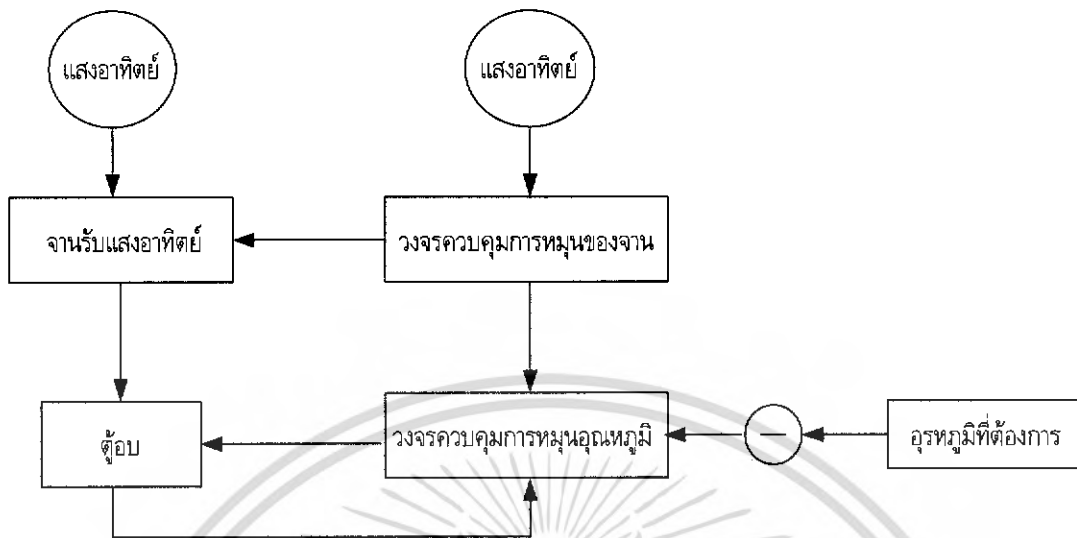 แสงอาทิตย์
แสงอาทิตย์
จานรับแสงอาทิตย์
วงจรควบคุมการหมุนของจาน
ตู้อบ
วงจรควบคุมการหมุนอุณหภูมิ
อุรหภูมิที่ต้องการ